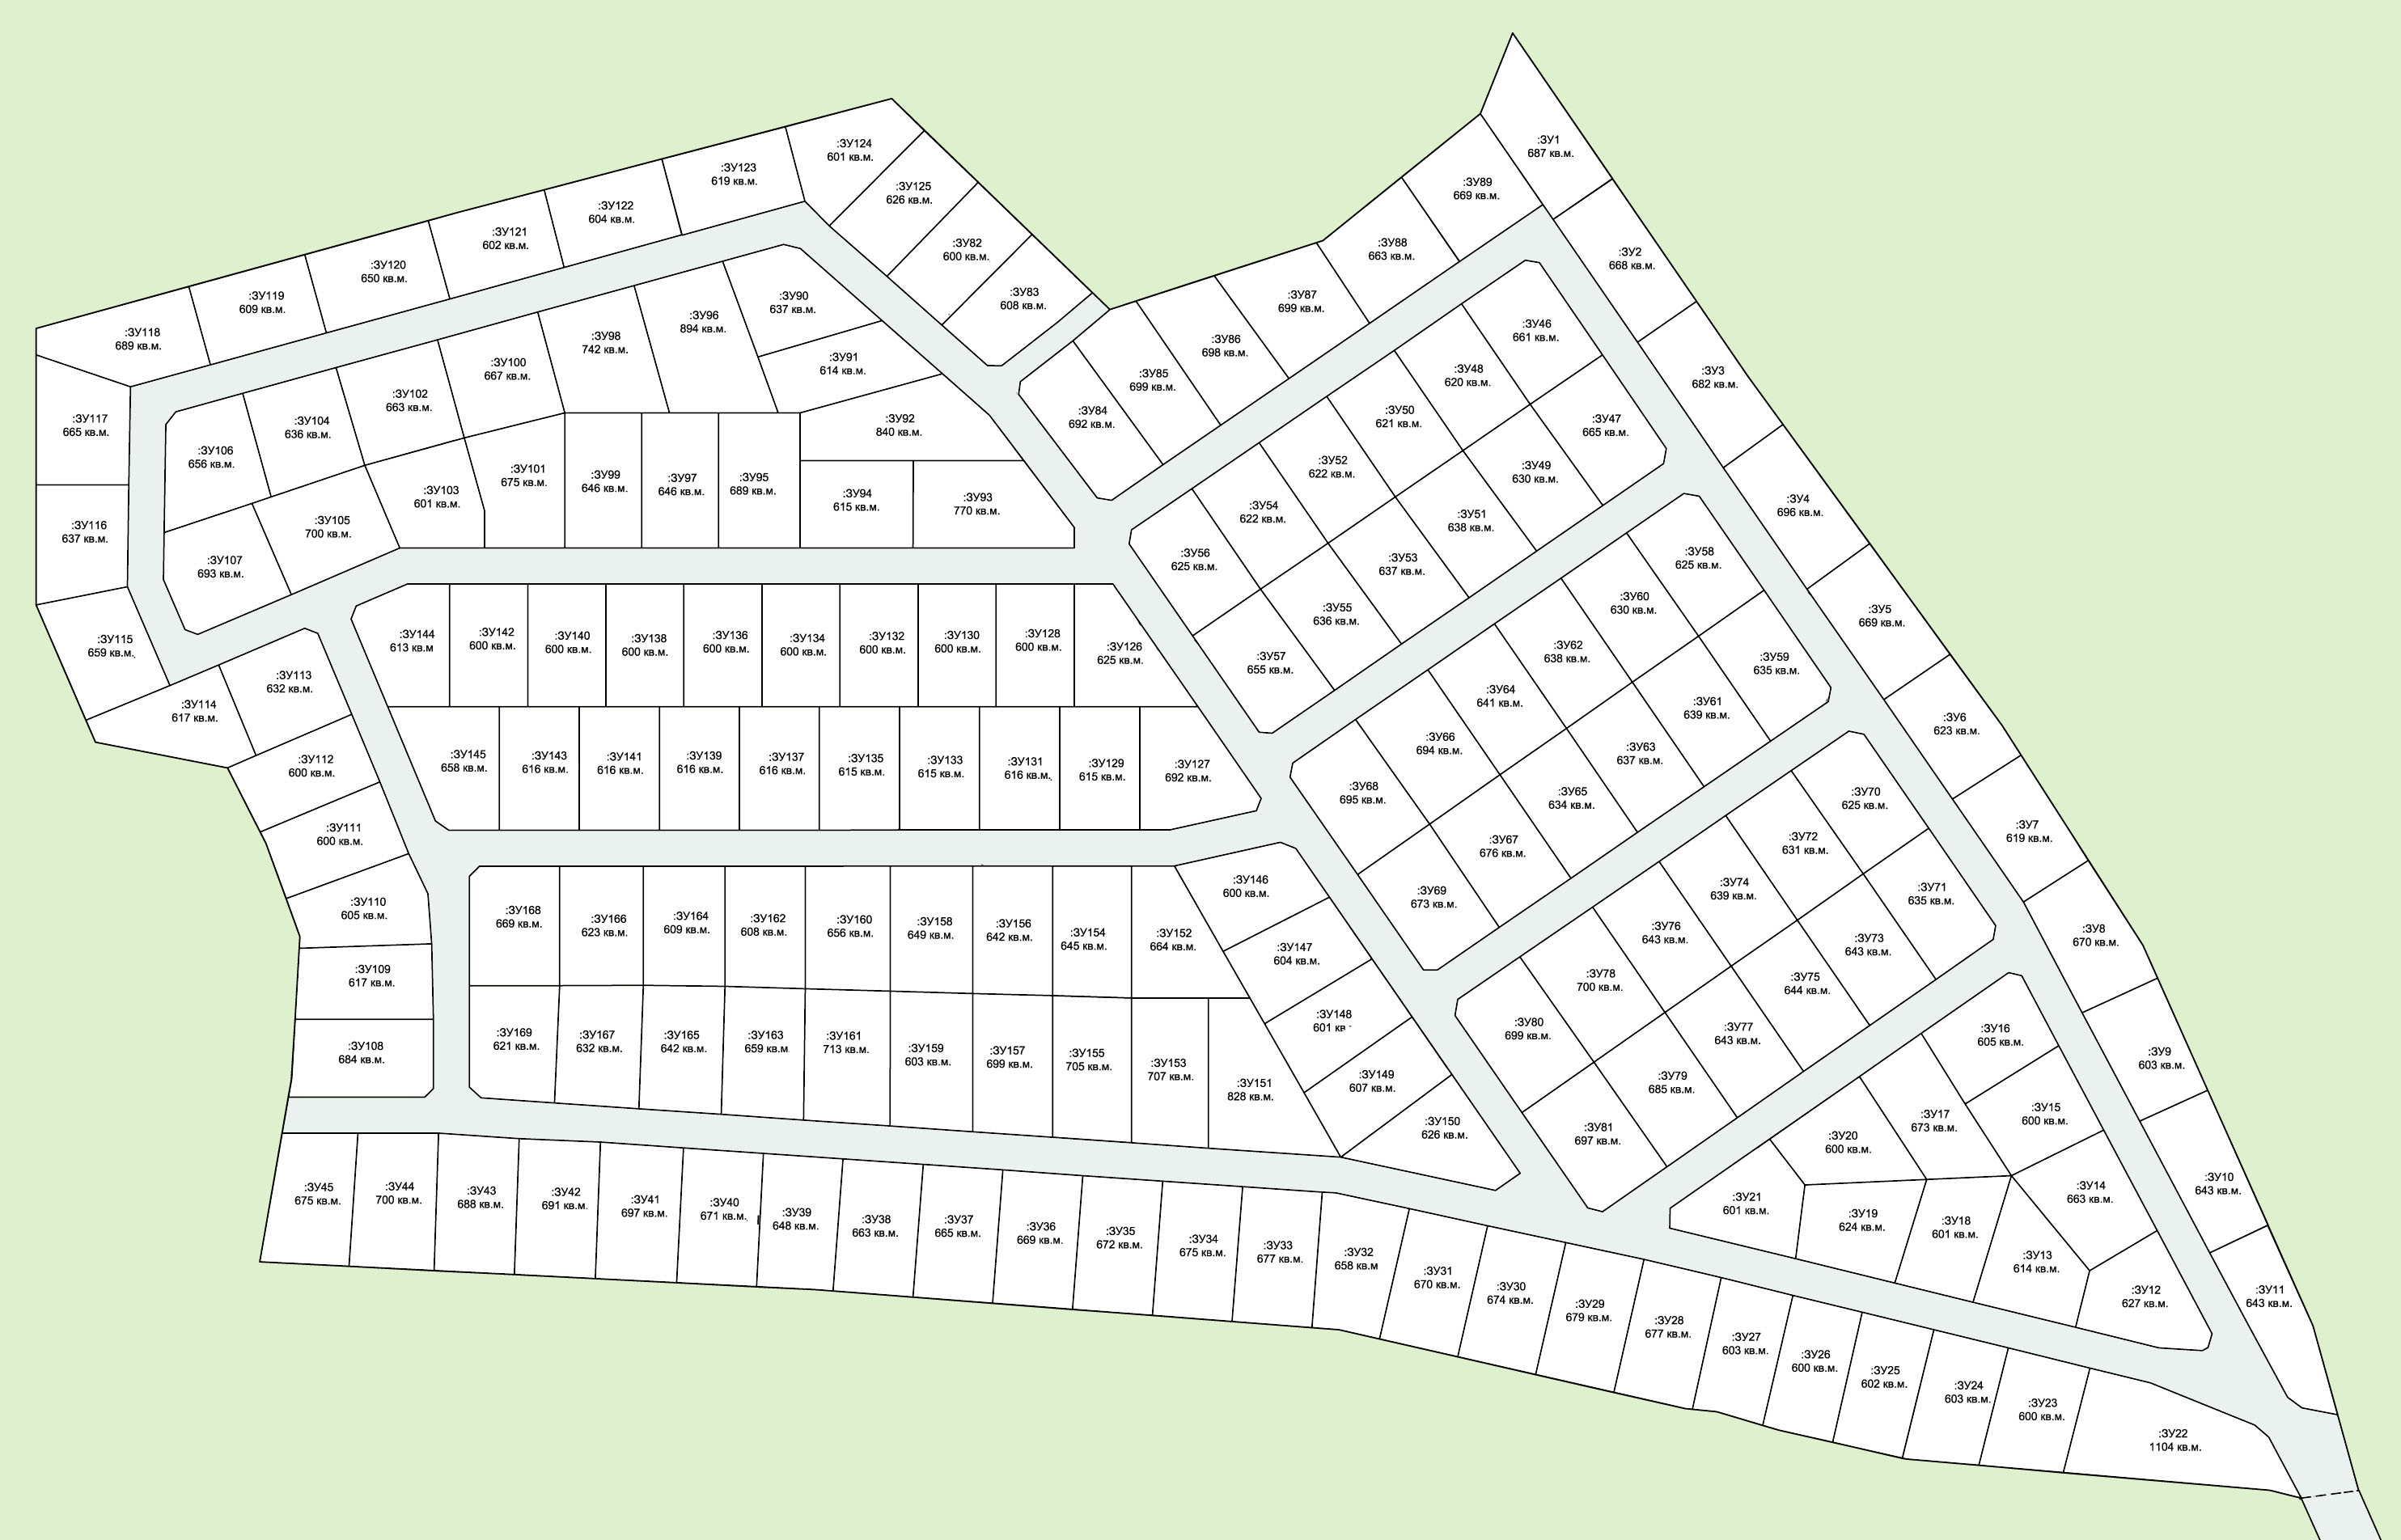 :ЗУ1
687 кв.м.
:ЗУ2
668 кв.м.
:ЗУ3
682 кв.м.
:ЗУ4
696 кв.м.
:ЗУ5
669 кв.м.
:ЗУ6
623 кв.м.
:ЗУ7
619 кв.м.
:ЗУ8
670 кв.м.
:ЗУ9
603 кв.м.
:ЗУ10
643 кв.м.
:ЗУ11
643 кв.м.
:ЗУ124
601 кв.м.
:ЗУ123
619 кв.м.
:ЗУ122
604 кв.м.
:ЗУ121
602 кв.м.
:ЗУ120
650 кв.м.
:ЗУ119
609 кв.м.
:ЗУ118
689 кв.м.
:ЗУ117
665 кв.м.
:ЗУ116
637 кв.м.
:ЗУ115
659 кв.м.
:ЗУ114
617 кв.м.
:ЗУ113
632 кв.м.
:ЗУ112
600 кв.м.
:ЗУ111
600 кв.м.
:ЗУ110
605 кв.м.
:ЗУ109
617 кв.м.
:ЗУ108
684 кв.м.
:ЗУ125
626 кв.м.
:ЗУ82
600 кв.м.
:ЗУ83
608 кв.м.
:ЗУ89
669 кв.м.
:ЗУ88
663 кв.м.
:ЗУ87
699 кв.м.
:ЗУ86
698 кв.м.
:ЗУ85
699 кв.м.
:ЗУ84
692 кв.м.
:ЗУ90
637 кв.м.
:ЗУ96
894 кв.м.
:ЗУ98
742 кв.м.
:ЗУ100
667 кв.м.
:ЗУ102
663 кв.м.
:ЗУ104
636 кв.м.
:ЗУ106
656 кв.м.
:ЗУ91
614 кв.м.
:ЗУ92
840 кв.м.
:ЗУ107
693 кв.м.
:ЗУ105
700 кв.м.
:ЗУ103
601 кв.м.
:ЗУ101
675 кв.м.
:ЗУ99
646 кв.м.
:ЗУ97
646 кв.м.
:ЗУ95
689 кв.м.
:ЗУ94
615 кв.м.
:ЗУ93
770 кв.м.
:ЗУ46
661 кв.м.
:ЗУ48
620 кв.м.
:ЗУ50
621 кв.м.
:ЗУ52
622 кв.м.
:ЗУ54
622 кв.м.
:ЗУ56
625 кв.м.
:ЗУ47
665 кв.м.
:ЗУ49
630 кв.м.
:ЗУ51
638 кв.м.
:ЗУ53
637 кв.м.
:ЗУ55
636 кв.м.
:ЗУ57
655 кв.м.
:ЗУ58
625 кв.м.
:ЗУ60
630 кв.м.
:ЗУ62
638 кв.м.
:ЗУ64
641 кв.м.
:ЗУ66
694 кв.м.
:ЗУ68
695 кв.м.
:ЗУ59
635 кв.м.
:ЗУ61
639 кв.м.
:ЗУ63
637 кв.м.
:ЗУ65
634 кв.м.
:ЗУ67
676 кв.м.
:ЗУ69
673 кв.м.
:ЗУ70
625 кв.м.
:ЗУ72
631 кв.м.
:ЗУ74
639 кв.м.
:ЗУ76
643 кв.м.
:ЗУ78
700 кв.м.
:ЗУ80
699 кв.м.
:ЗУ71
635 кв.м.
:ЗУ73
643 кв.м.
:ЗУ75
644 кв.м.
:ЗУ77
643 кв.м.
:ЗУ79
685 кв.м.
:ЗУ81
697 кв.м.
:ЗУ144
613 кв.м
:ЗУ142
600 кв.м.
:ЗУ140
600 кв.м.
:ЗУ138
600 кв.м.
:ЗУ136
600 кв.м.
:ЗУ134
600 кв.м.
:ЗУ132
600 кв.м.
:ЗУ130
600 кв.м.
:ЗУ128
600 кв.м.
:ЗУ126
625 кв.м.
:ЗУ145
658 кв.м.
:ЗУ143
616 кв.м.
:ЗУ141
616 кв.м.
:ЗУ139
616 кв.м.
:ЗУ137
616 кв.м.
:ЗУ135
615 кв.м.
:ЗУ133
615 кв.м.
:ЗУ131
616 кв.м.
:ЗУ129
615 кв.м.
:ЗУ127
692 кв.м.
:ЗУ168
669 кв.м.
:ЗУ166
623 кв.м.
:ЗУ164
609 кв.м.
:ЗУ162
608 кв.м.
:ЗУ160
656 кв.м.
:ЗУ158
649 кв.м.
:ЗУ156
642 кв.м.
:ЗУ154
645 кв.м.
:ЗУ152
664 кв.м.
:ЗУ146
600 кв.м.
:ЗУ147
604 кв.м.
:ЗУ148
601 кв
:ЗУ149
607 кв.м.
:ЗУ150
626 кв.м.
:ЗУ169
621 кв.м.
:ЗУ167
632 кв.м.
:ЗУ165
642 кв.м.
:ЗУ163
659 кв.м.
:ЗУ161
713 кв.м.
:ЗУ159
603 кв.м.
:ЗУ157
699 кв.м.
:ЗУ155
705 кв.м.
:ЗУ153
707 кв.м.
:ЗУ151
828 кв.м.
:ЗУ16
605 кв.м.
:ЗУ15
600 кв.м.
:ЗУ17
673 кв.м.
:ЗУ20
600 кв.м.
:ЗУ14
663 кв.м.
:ЗУ21
601 кв.м.
:ЗУ19
624 кв.м.
:ЗУ18
601 кв.м.
:ЗУ13
614 кв.м.
:ЗУ12
627 кв.м.
:ЗУ45
675 кв.м.
:ЗУ44
700 кв.м.
:ЗУ43
688 кв.м.
:ЗУ42
691 кв.м.
:ЗУ41
697 кв.м.
:ЗУ40
671 кв.м.
:ЗУ39
648 кв.м.
:ЗУ38
663 кв.м.
:ЗУ37
665 кв.м.
:ЗУ36
669 кв.м.
:ЗУ35
672 кв.м.
:ЗУ34
675 кв.м.
:ЗУ33
677 кв.м.
:ЗУ32
658 кв.м
:ЗУ31
670 кв.м.
:ЗУ30
674 кв.м.
:ЗУ29
679 кв.м.
:ЗУ28
677 кв.м.
:ЗУ27
603 кв.м.
:ЗУ26
600 кв.м.
:ЗУ25
602 кв.м.
:ЗУ24
603 кв.м.
:ЗУ23
600 кв.м.
:ЗУ22
1104 кв.м.